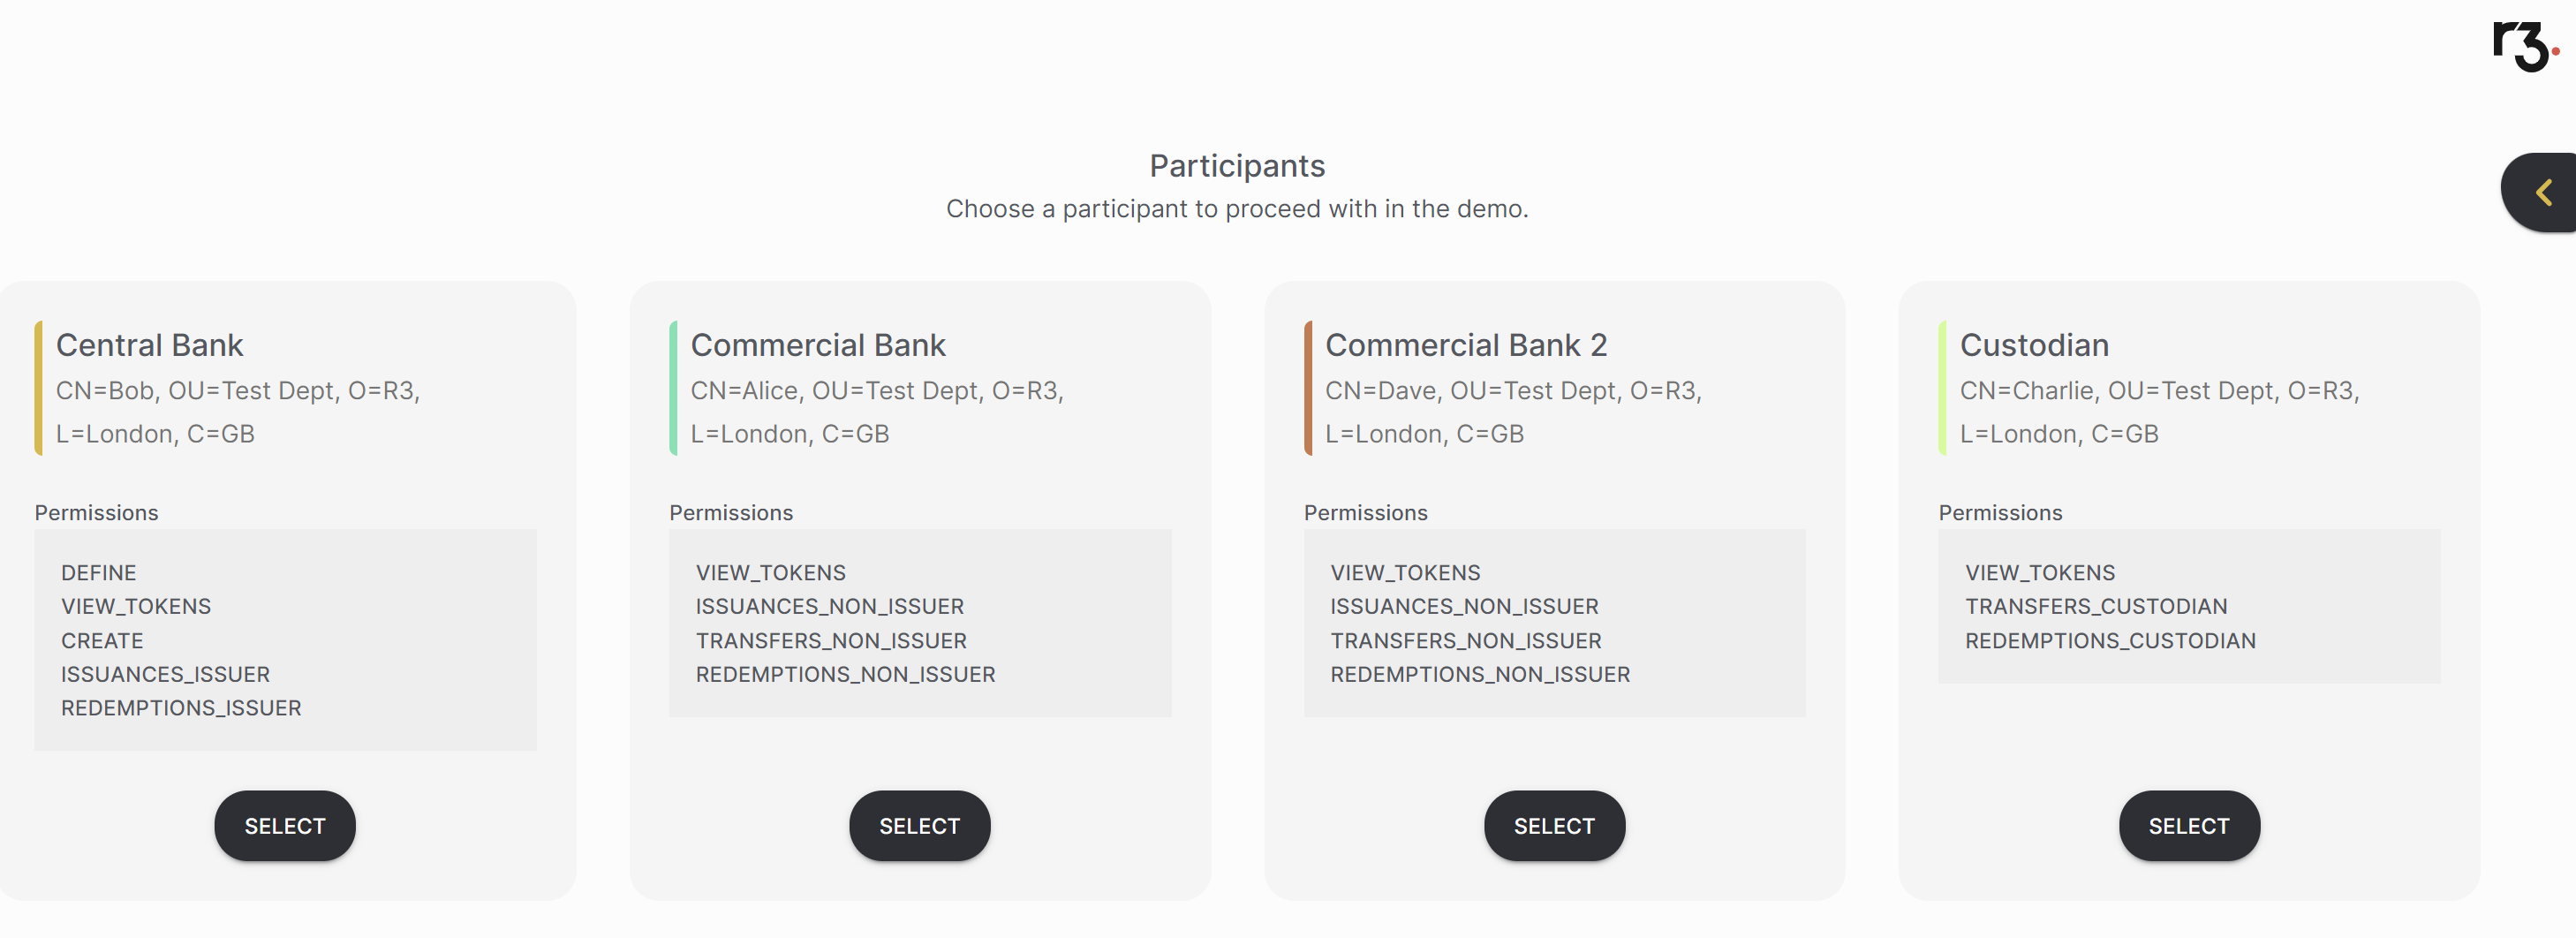 r3.
Participants
Choose a participant to proceed with in the demo.
Central Bank
CN=Bob, OU=Test Dept, O=R3,
L=London, C=GB
Permissions
DEFINE
VIEW_TOKENS
CREATE
ISSUANCES_ISSUER
REDEMPTIONS_ISSUER
SELECT
Commercial Bank
CN=Alice, OU=Test Dept, O=R3,
L=London, C=GB
Permissions
VIEW_TOKENS
ISSUANCES_NON_ISSUER
TRANSFERS_NON_ISSUER
REDEMPTIONS_NON_ISSUER
SELECT
Commercial Bank 2
CN=Dave, OU=Test Dept, O=R3,
L=London, C=GB
Permissions
VIEW_TOKENS
ISSUANCES_NON_ISSUER
TRANSFERS_NON_ISSUER
REDEMPTIONS_NON_ISSUER
SELECT
Custodian
CN=Charlie, OU=Test Dept, O=R3,
L=London, C=GB
Permissions
VIEW_TOKENS
TRANSFERS_CUSTODIAN
REDEMPTIONS_CUSTODIAN
SELECT